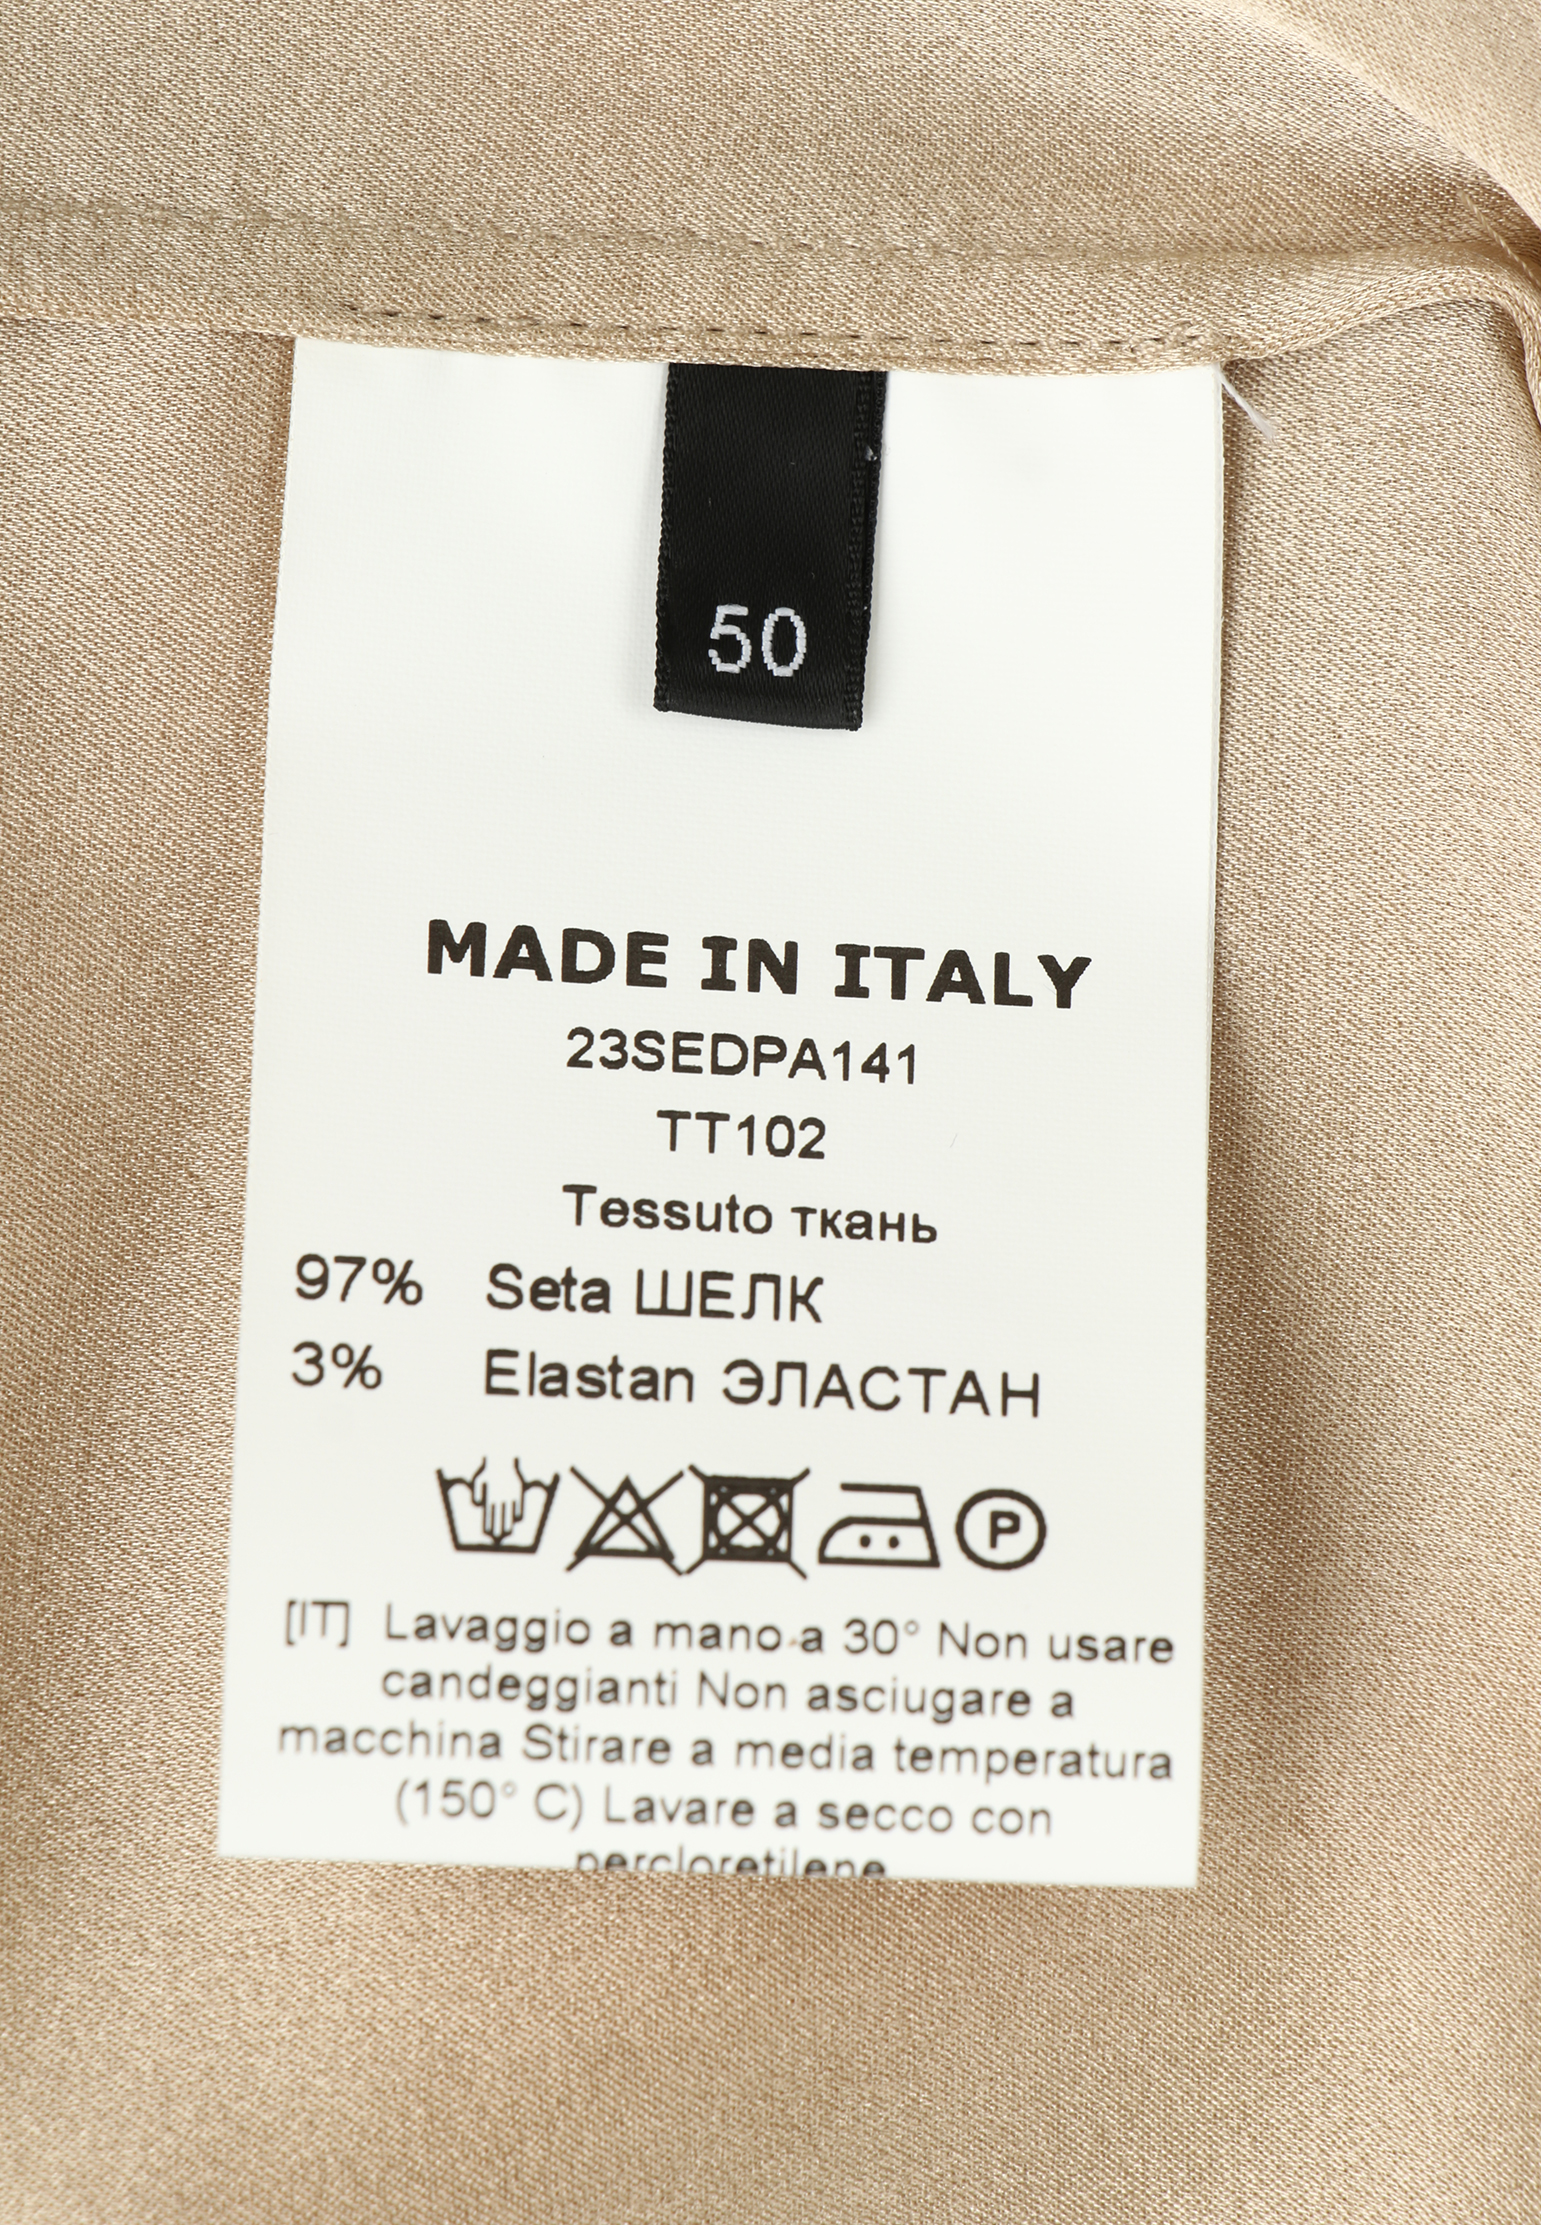 50
MADE IN ITALY
23SEDPA141
TT102
Tessuto ткань
97% Seta ШЕЛК
3% Elastan ЭЛАСТАН
P
[IT] Lavaggio a mano a 30° Non usare
candeggianti Non asciugare a
macchina Stirare a media temperatura
(150° C) Lavare a secco con
percloretilene